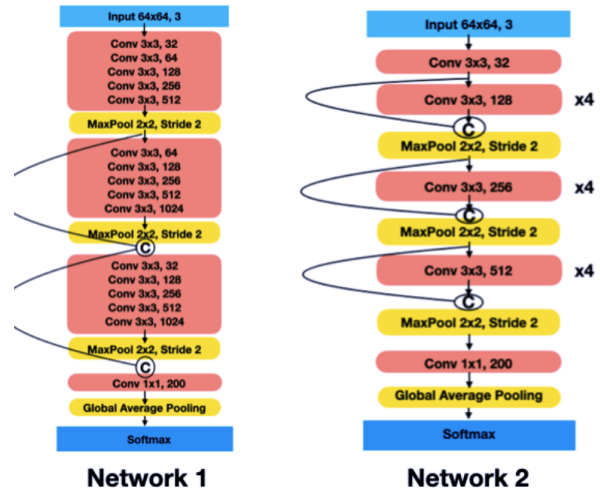 Input 64x64, 3
Conv 3x3, 32
Conv 3x3, 64
Conv 3x3, 128
Conv 3x3, 256
Conv 3x3, 512
MaxPool 2x2, Stride 2
Conv 3x3, 64
Conv 3x3, 128
Conv 3x3, 256
Conv 3x3, 512
Conv 3x3, 1024
MaxPool 2x2, Stride 2
C
Conv 3x3, 32
Conv 3x3, 128
Conv 3x3, 256
Conv 3x3, 512
Conv 3x3, 1024
MaxPool 2x2, Stride 2
C
Conv 1x1, 200
Global Average Pooling
Softmax
Network 1
Input 64x64, 3
Conv 3x3, 32
Conv 3x3, 128 x4
C
MaxPool 2x2, Stride 2
Conv 3x3, 256 x4
C
MaxPool 2x2, Stride 2
Conv 3x3, 512 x4
C
MaxPool 2x2, Stride 2
Conv 1x1, 200
Global Average Pooling
Softmax
Network 2